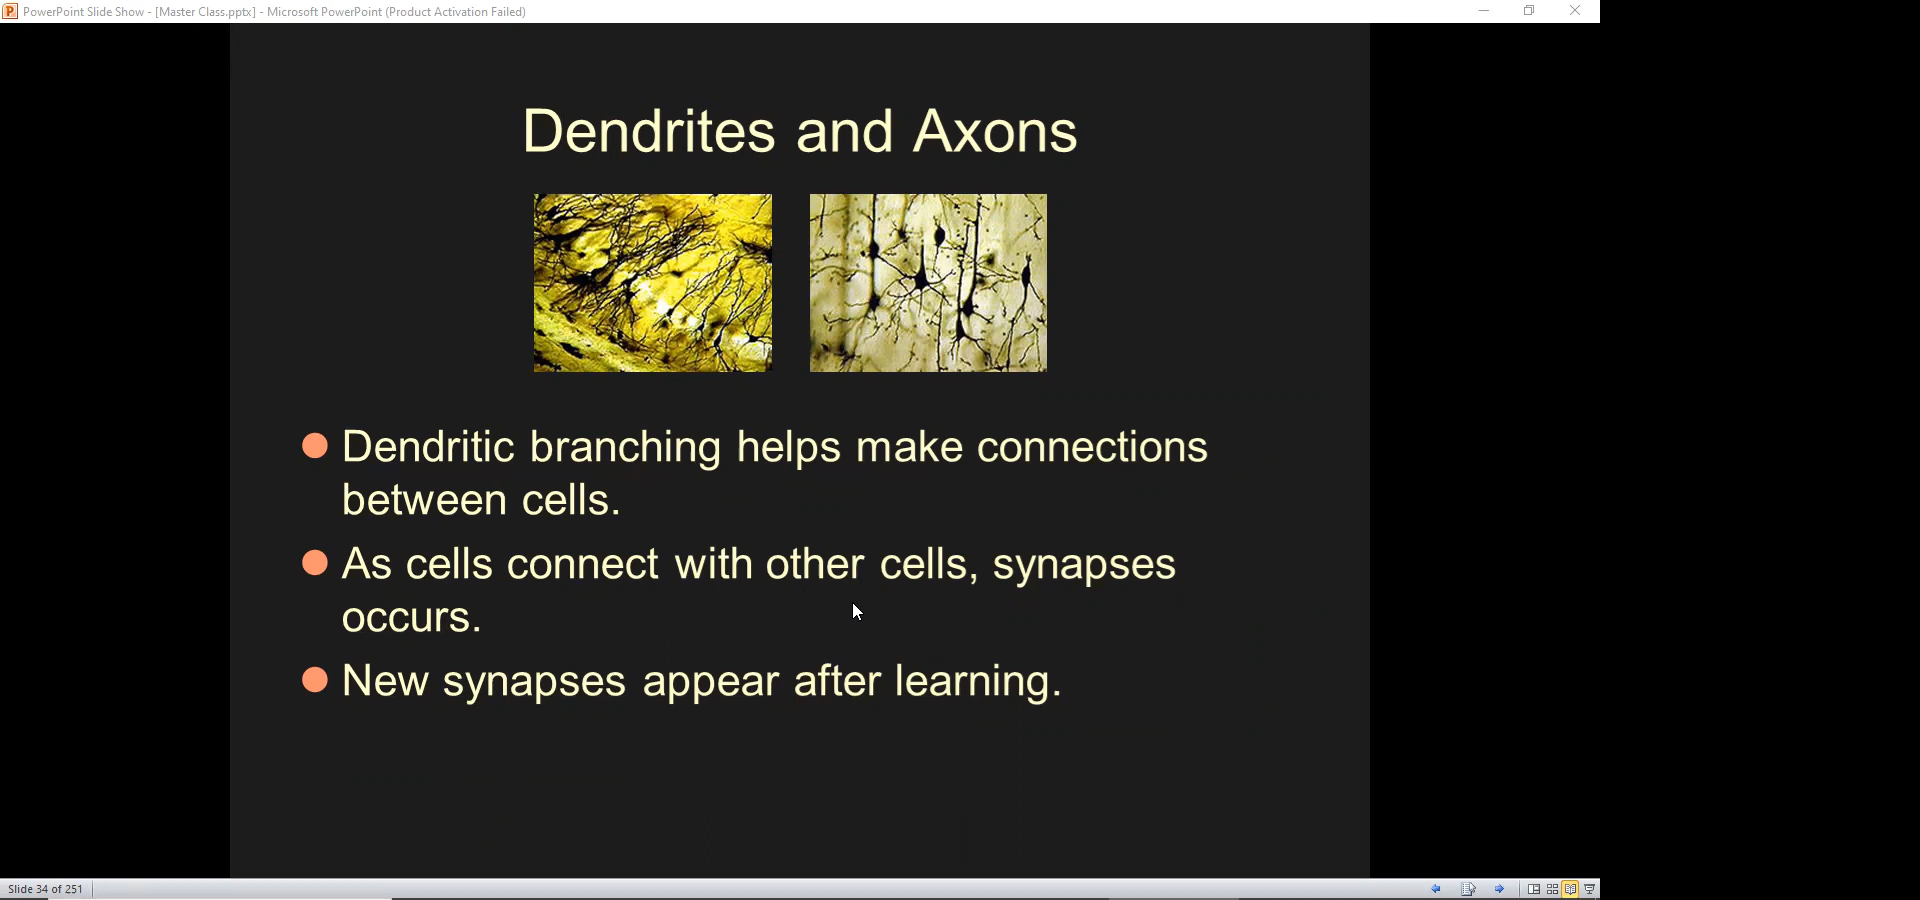 PowerPoint Slide Show - [Master Class.pptx] - Microsoft PowerPoint (Product Activation Failed)
Dendrites and Axons
Dendritic branching helps make connections
between cells.
As cells connect with other cells, synapses
occurs.
New synapses appear after learning.
Slide 34 of 251